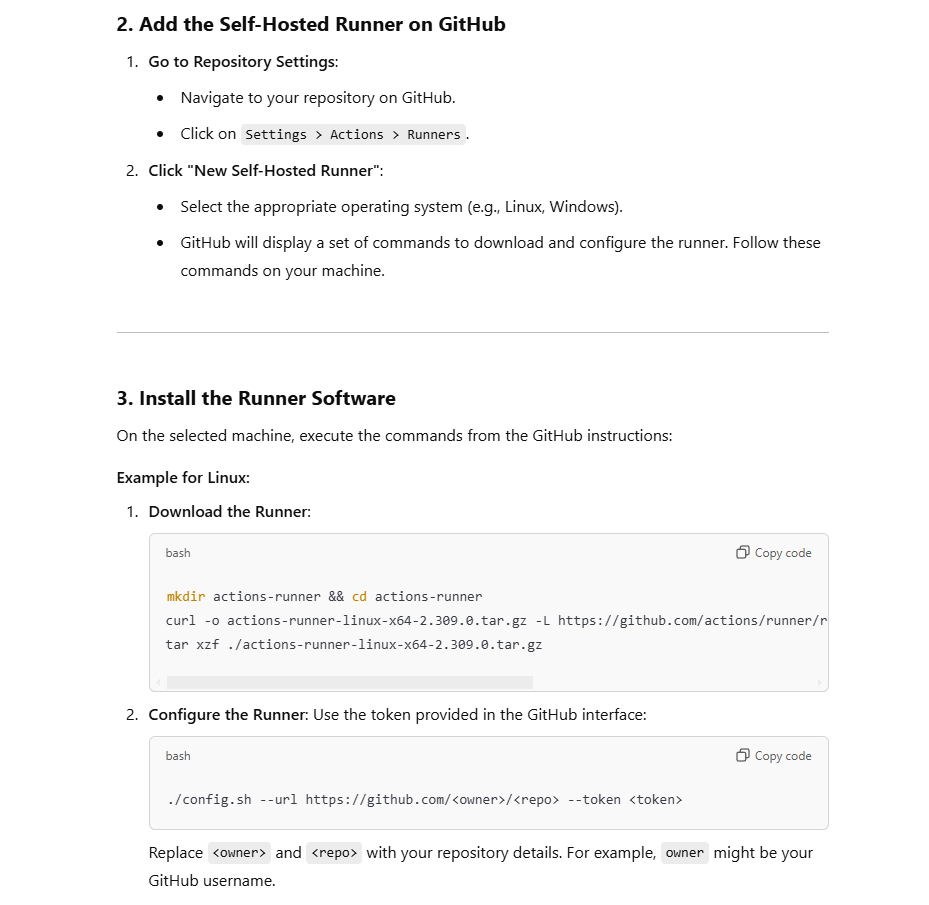 2. Add the Self-Hosted Runner on GitHub
1. Go to Repository Settings:
• Navigate to your repository on GitHub.
• Click on Settings > Actions > Runners.
2. Click "New Self-Hosted Runner":
• Select the appropriate operating system (e.g., Linux, Windows).
• GitHub will display a set of commands to download and configure the runner. Follow these
commands on your machine.
3. Install the Runner Software
On the selected machine, execute the commands from the GitHub instructions:
Example for Linux:
1. Download the Runner:
bash Copy code
mkdir actions-runner && cd actions-runner
curl -o actions-runner-linux-x64-2.309.0.tar.gz -L https://github.com/actions/runner/r
tar xzf ./actions-runner-linux-x64-2.309.0.tar.gz
2. Configure the Runner: Use the token provided in the GitHub interface:
bash Copy code
./config.sh --url https://github.com/<owner>/<repo> --token <token>
Replace <owner> and <repo> with your repository details. For example, owner might be your
GitHub username.